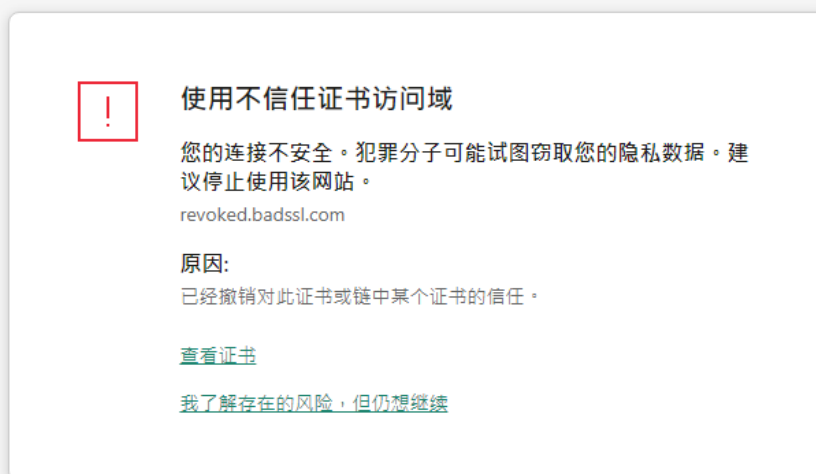 使用不信任证书访问域
您的连接不安全。犯罪分子可能试图窃取您的隐私数据。建
议停止使用该网站。
revoked.badssl.com
原因:
已经撤销对此证书或链中某个证书的信任。
查看证书
我了解存在的风险，但仍想继续